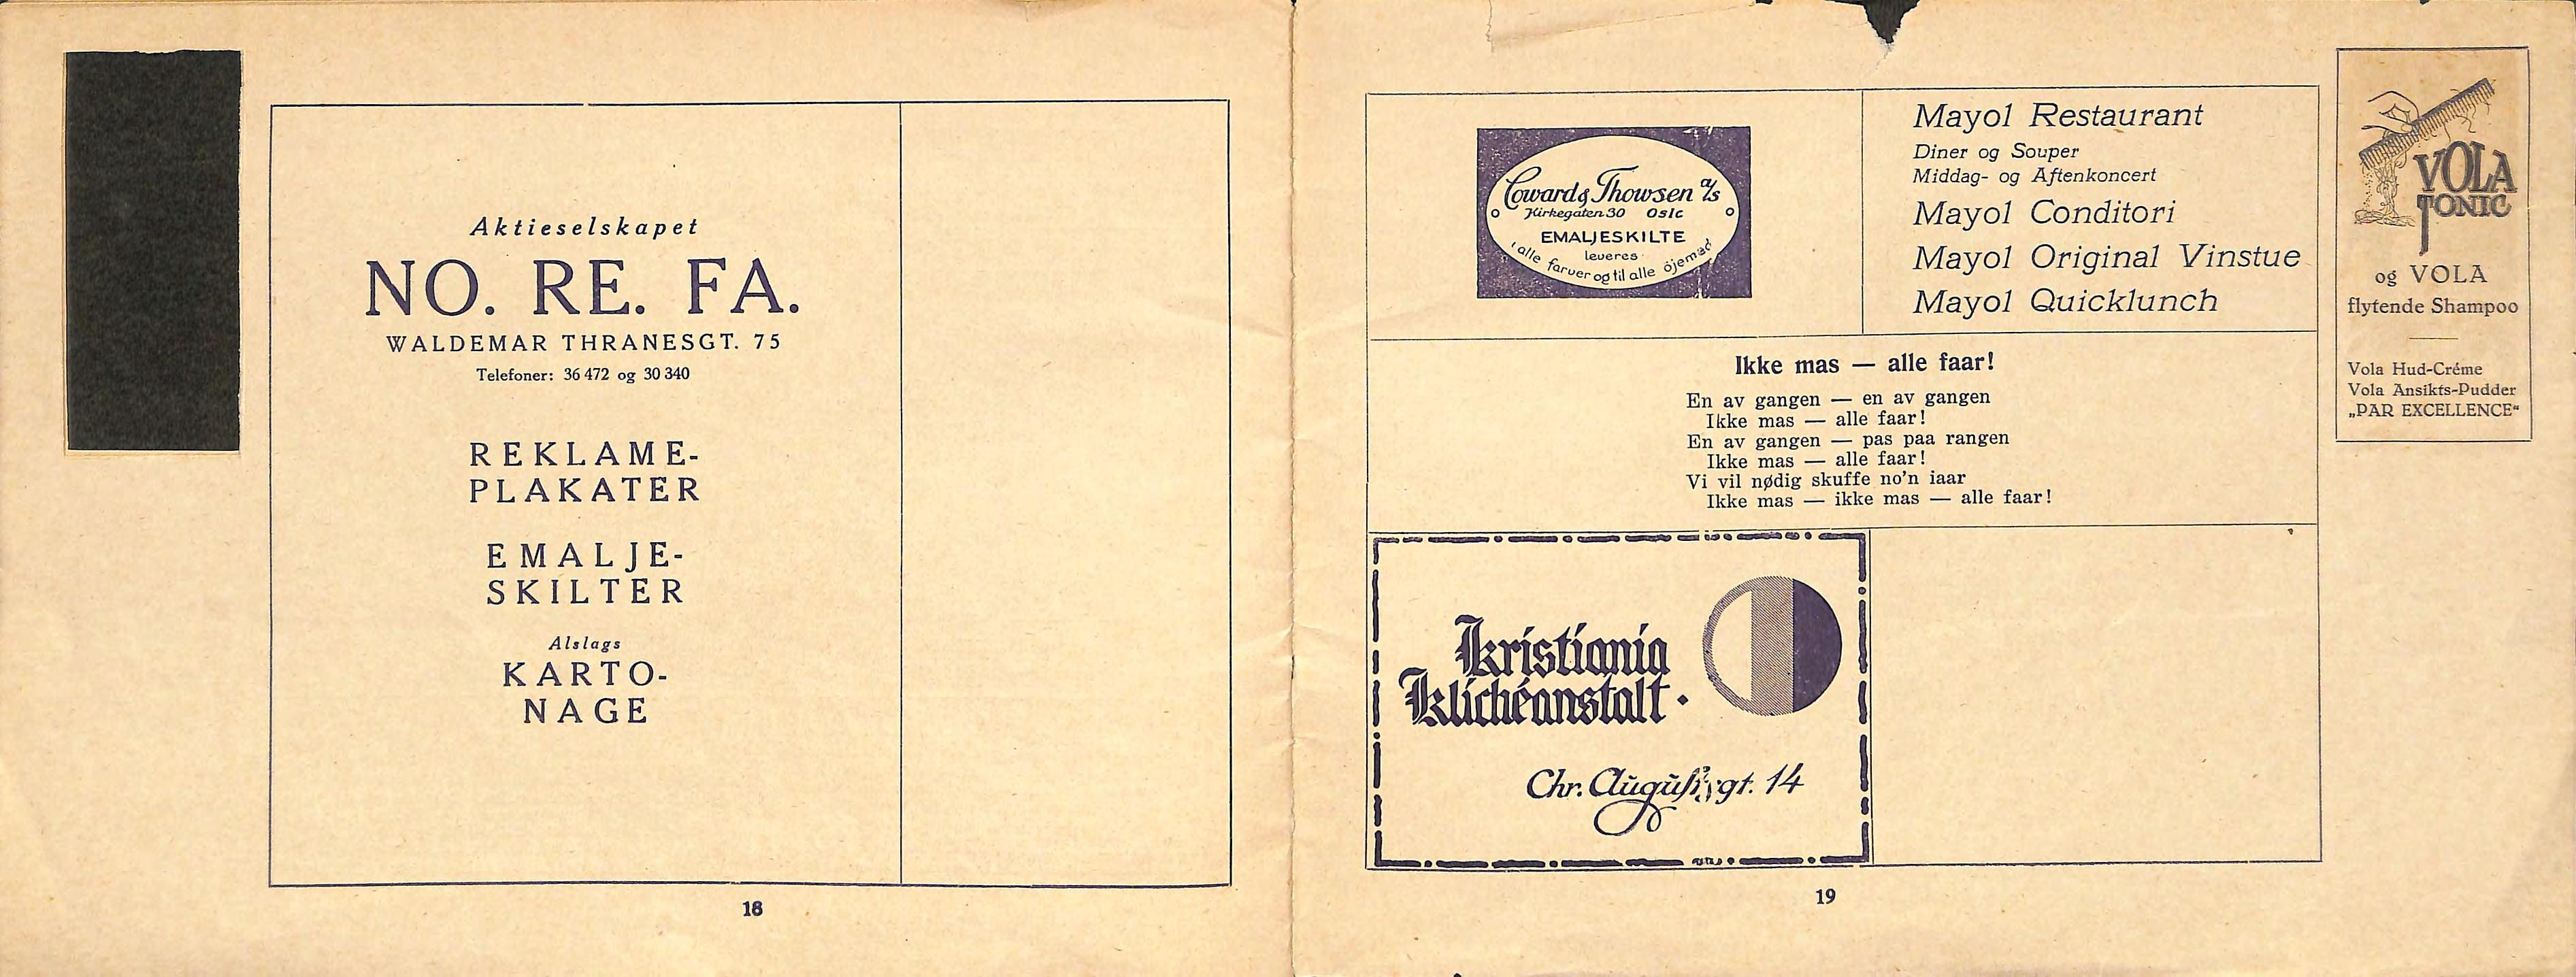 Aktieselskapet
NO. RE. FA.
WALDEMAR THRANESGT. 75
Telefoner: 36 472 og 30 340
REKLAME-
PLAKATER
EMALJE-
SKILTER
Alslags
KARTO-
NAGE
18
Coward & Thowsen a/s
Kirkegaten 30 Oslo
EMALJESKILTE
leveres
i alle farver og til alle öjemed
Mayol Restaurant
Diner og Souper
Middag- og Aftenkoncert
Mayol Conditori
Mayol Original Vinstue
Mayol Quicklunch
Ikke mas — alle faar!
En av gangen — en av gangen
Ikke mas — alle faar!
En av gangen — pas paa rangen
Ikke mas — alle faar!
Vi vil nødig skuffe no'n iaar
Ikke mas — ikke mas — alle faar!
Kristiania
Klichéanstalt.
Chr. Augusts gt. 14
19
VOLA
TONIC
og VOLA
flytende Shampoo
Vola Hud-Créme
Vola Ansikts-Pudder
„PAR EXCELLENCE“